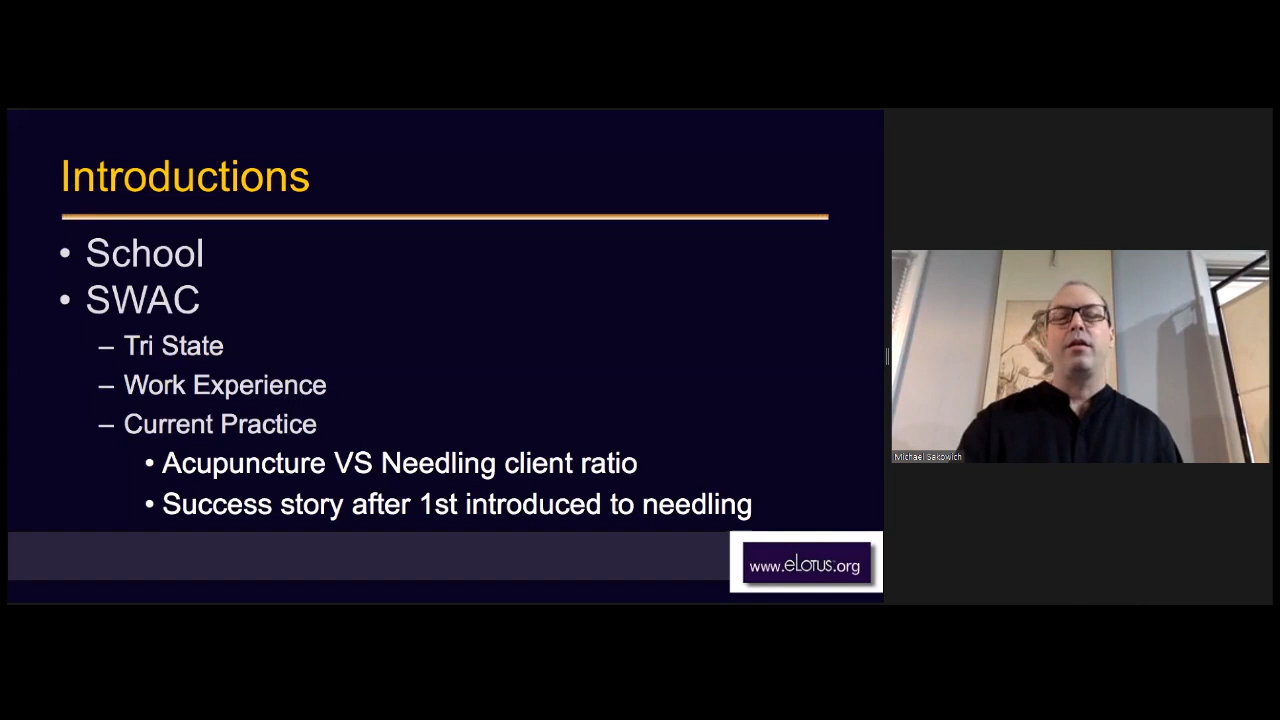 Introductions
• School
• SWAC
– Tri State
– Work Experience
– Current Practice
• Acupuncture VS Needling client ratio
• Success story after 1st introduced to needling
www.eLotus.org
Michael Sakowich